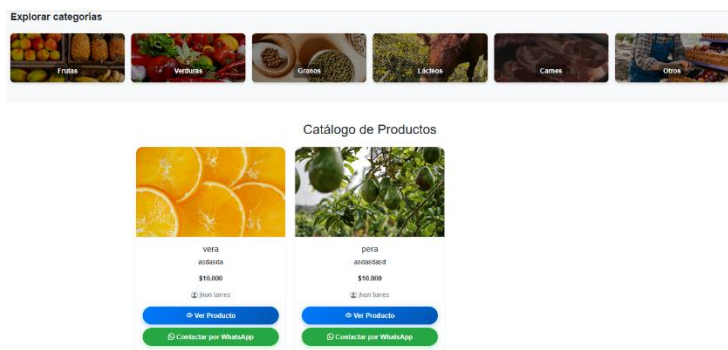 Explorar categorias
Frutas
Verduras
Granos
Lácteos
Carnes
Otros
Catálogo de Productos
vera
asdasda
$10.000
jhon torres
Ver Producto
Contactar por WhatsApp
pera
asdasdasd
$10.000
jhon torres
Ver Producto
Contactar por WhatsApp